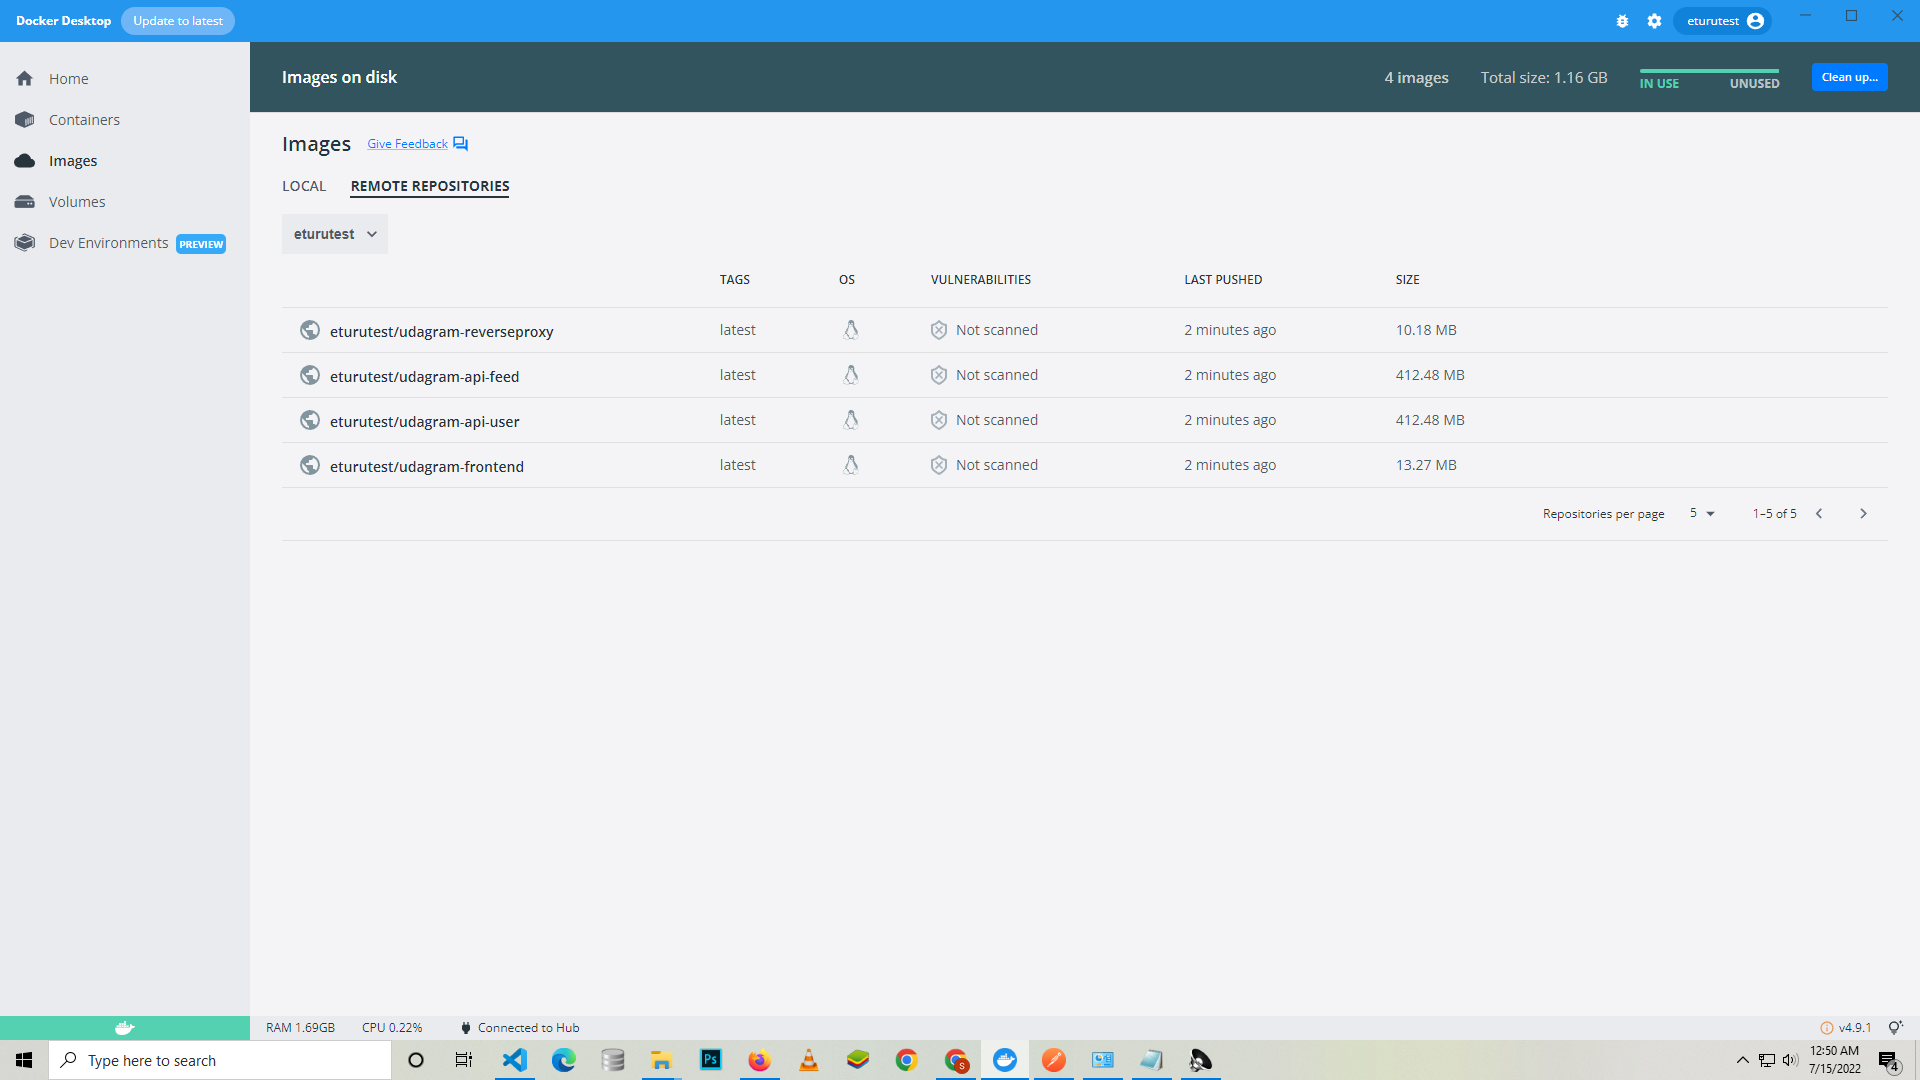 Docker Desktop Update to latest eturutest
Home
Containers
Images
Volumes
Dev Environments PREVIEW
Images on disk 4 images Total size: 1.16 GB IN USE UNUSED Clean up...
Images Give Feedback
LOCAL REMOTE REPOSITORIES
eturutest
TAGS OS VULNERABILITIES LAST PUSHED SIZE
eturutest/udagram-reverseproxy latest Not scanned 2 minutes ago 10.18 MB
eturutest/udagram-api-feed latest Not scanned 2 minutes ago 412.48 MB
eturutest/udagram-api-user latest Not scanned 2 minutes ago 412.48 MB
eturutest/udagram-frontend latest Not scanned 2 minutes ago 13.27 MB
Repositories per page 5 1–5 of 5
RAM 1.69GB CPU 0.22% Connected to Hub v4.9.1
Type here to search Ps S 12:50 AM
7/15/2022 4